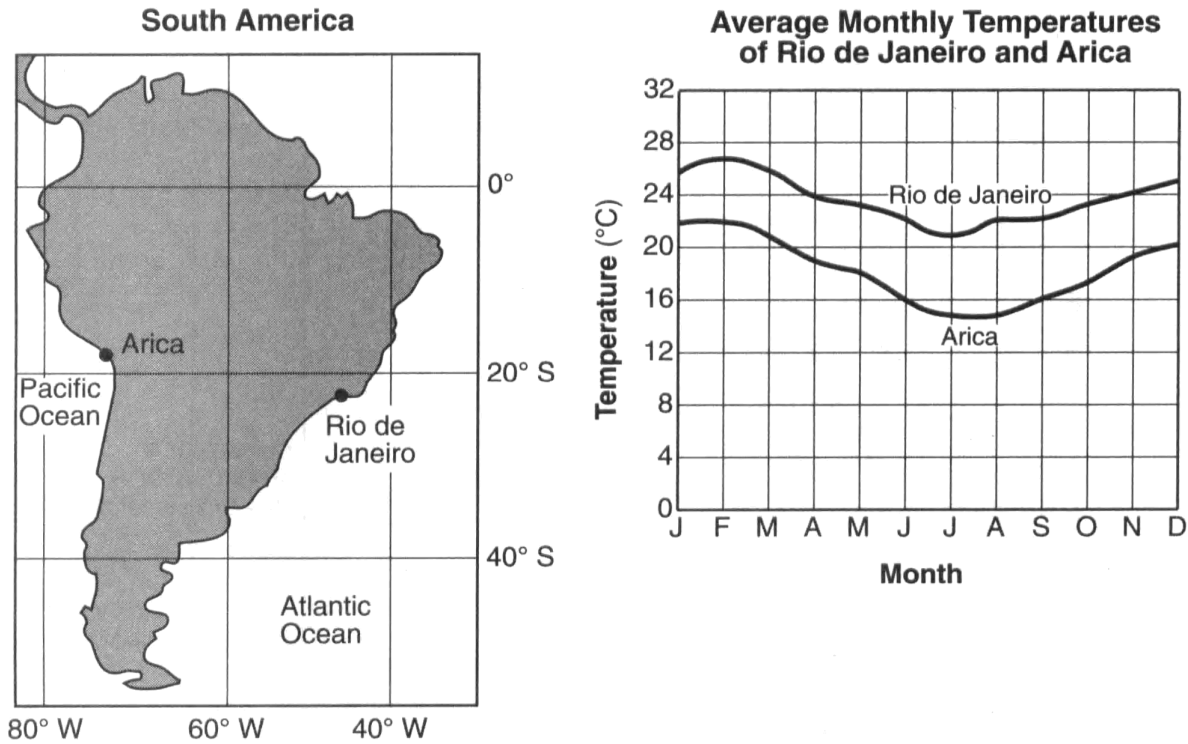 South America
0°
Arica
20° S
Pacific
Ocean
Rio de
Janeiro
40° S
Atlantic
Ocean
80° W
60° W
40° W
Average Monthly Temperatures
of Rio de Janeiro and Arica
Temperature (°C)
32
28
24
20
16
12
8
4
0
Rio de Janeiro
Arica
J F M A M J J A S O N D
Month